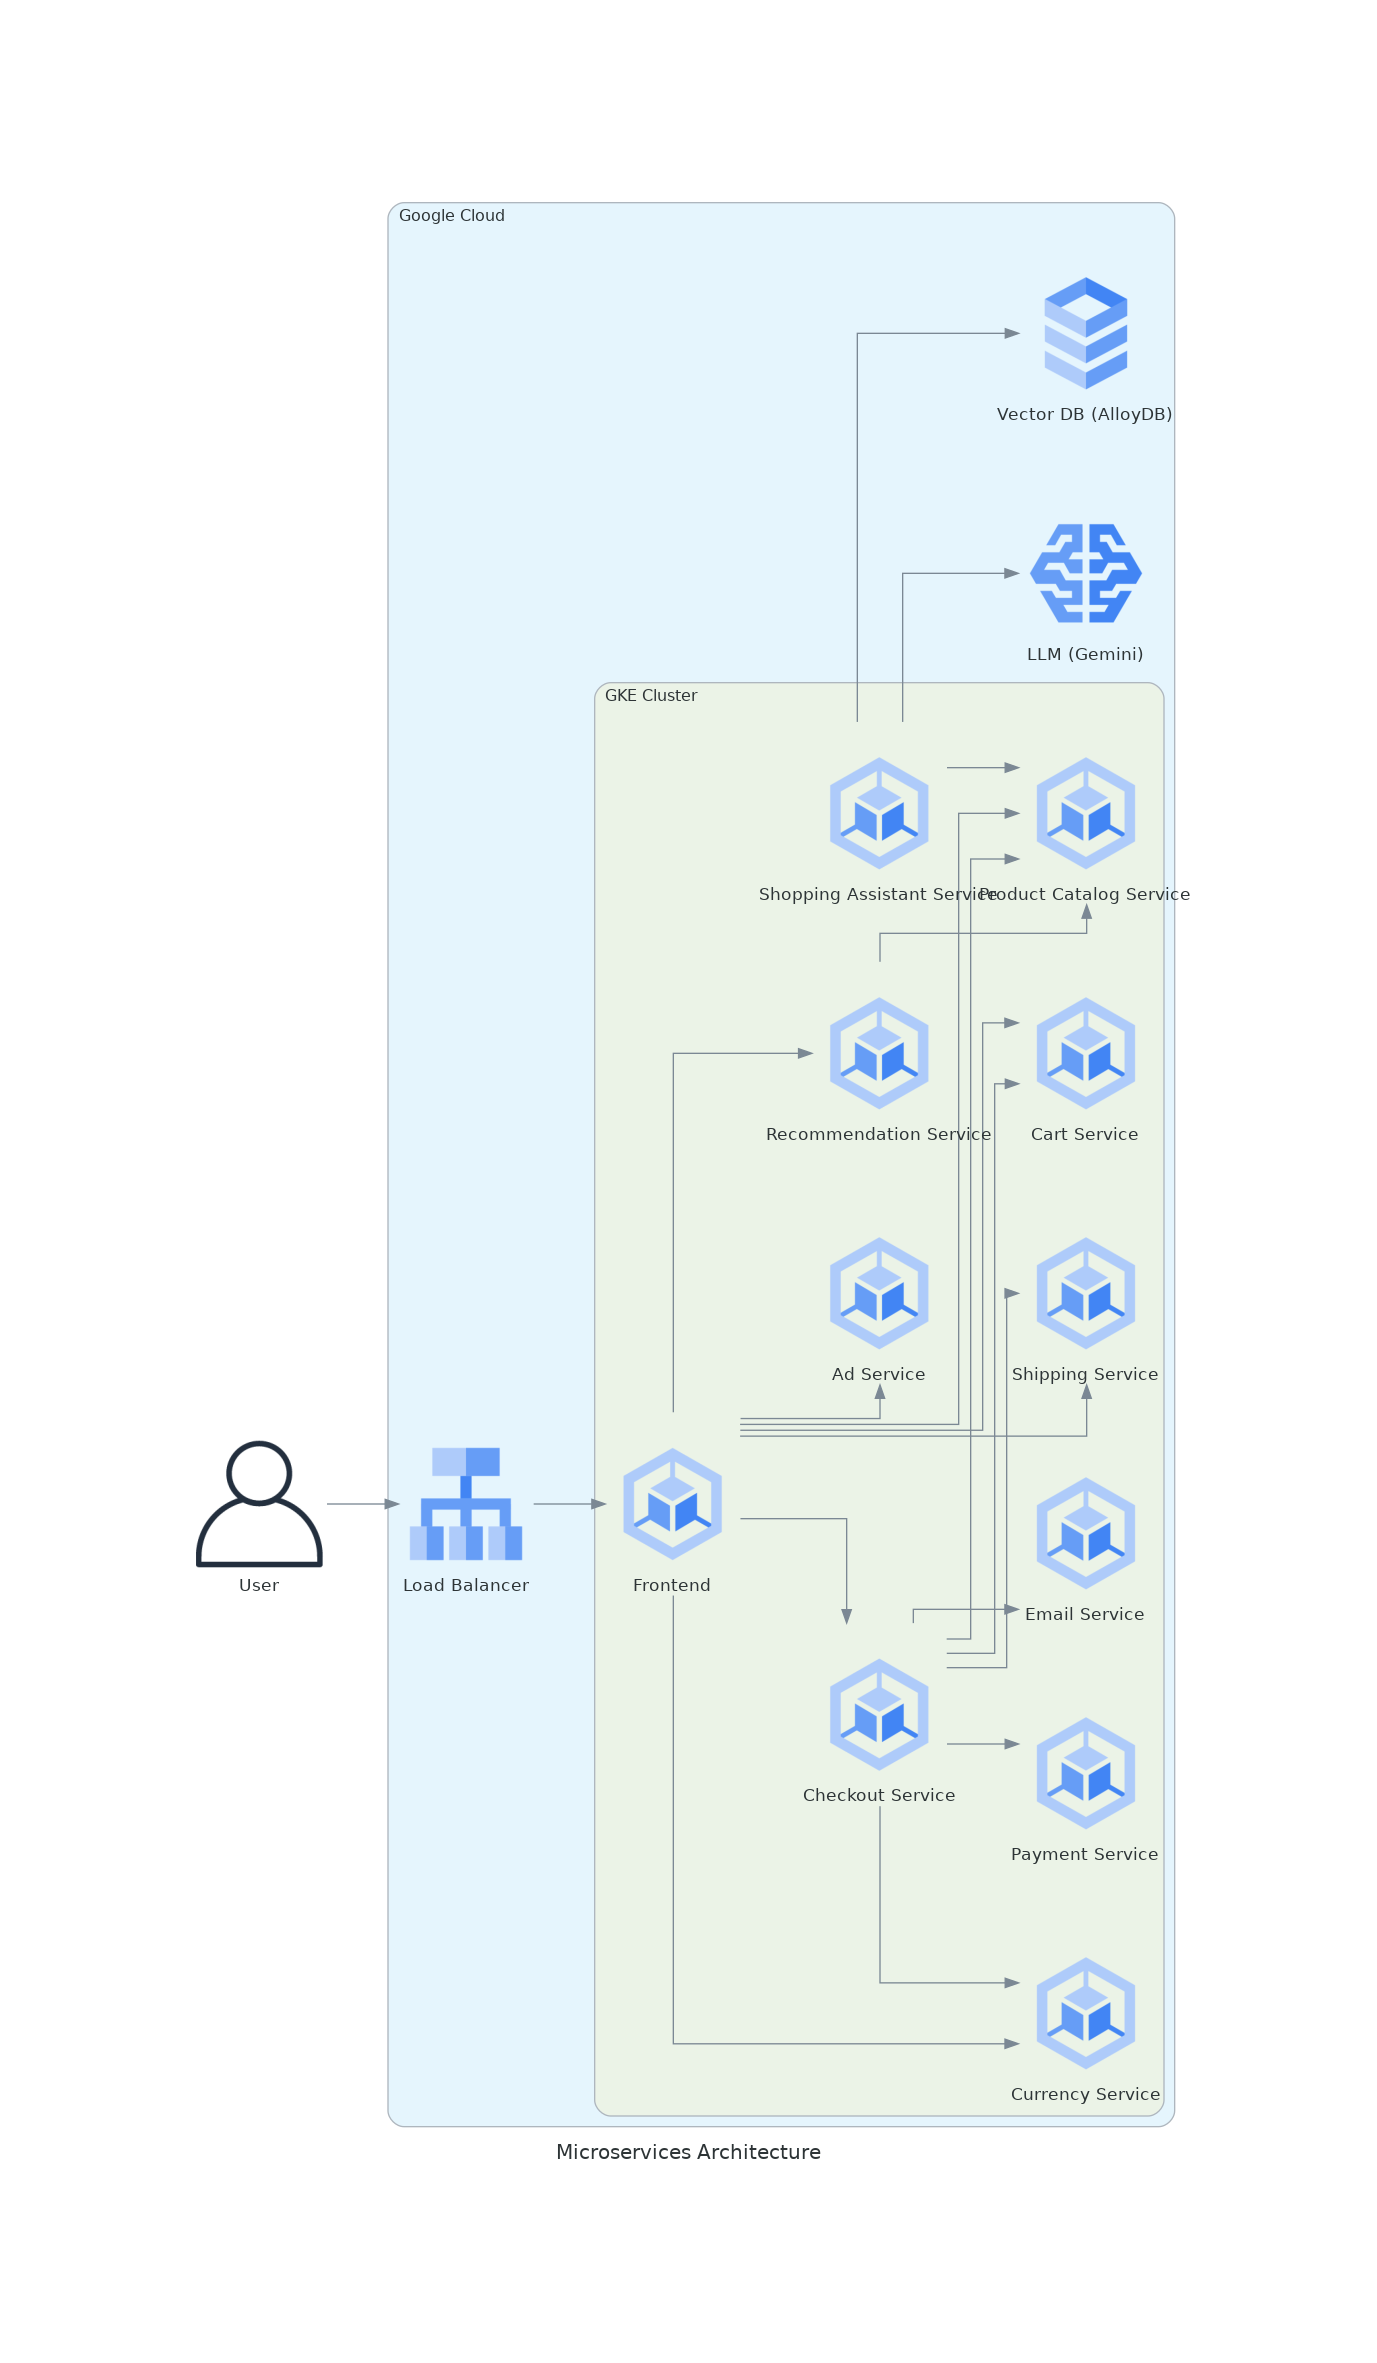 Google Cloud
Vector DB (AlloyDB)
LLM (Gemini)
GKE Cluster
Shopping Assistant Service
Product Catalog Service
Recommendation Service
Cart Service
Ad Service
Shipping Service
User
Load Balancer
Frontend
Email Service
Checkout Service
Payment Service
Currency Service
Microservices Architecture